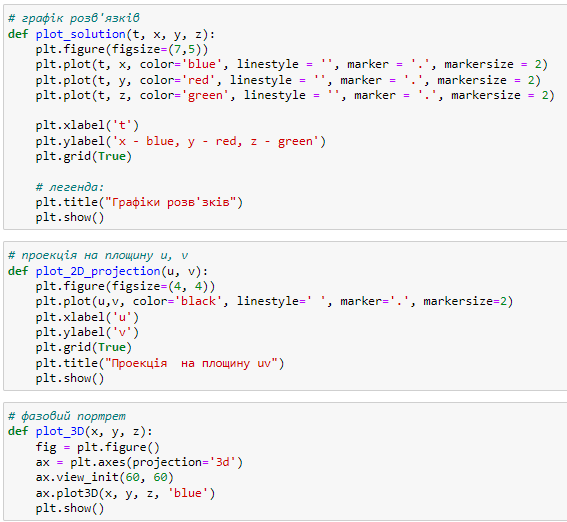 # графік розв'язків
def plot_solution(t, x, y, z):
    plt.figure(figsize=(7,5))
    plt.plot(t, x, color='blue', linestyle = '', marker = '.', markersize = 2)
    plt.plot(t, y, color='red', linestyle = '', marker = '.', markersize = 2)
    plt.plot(t, z, color='green', linestyle = '', marker = '.', markersize = 2)
    plt.xlabel('t')
    plt.ylabel('x - blue, y - red, z - green')
    plt.grid(True)
    # легенда:
    plt.title("Графіки розв'зків")
    plt.show()
# проекція на площину u, v
def plot_2D_projection(u, v):
    plt.figure(figsize=(4, 4))
    plt.plot(u,v, color='black', linestyle=' ', marker='.', markersize=2)
    plt.xlabel('u')
    plt.ylabel('v')
    plt.grid(True)
    plt.title("Проекція  на площину uv")
    plt.show()
# фазовий портрет
def plot_3D(x, y, z):
    fig = plt.figure()
    ax = plt.axes(projection='3d')
    ax.view_init(60, 60)
    ax.plot3D(x, y, z, 'blue')
    plt.show()